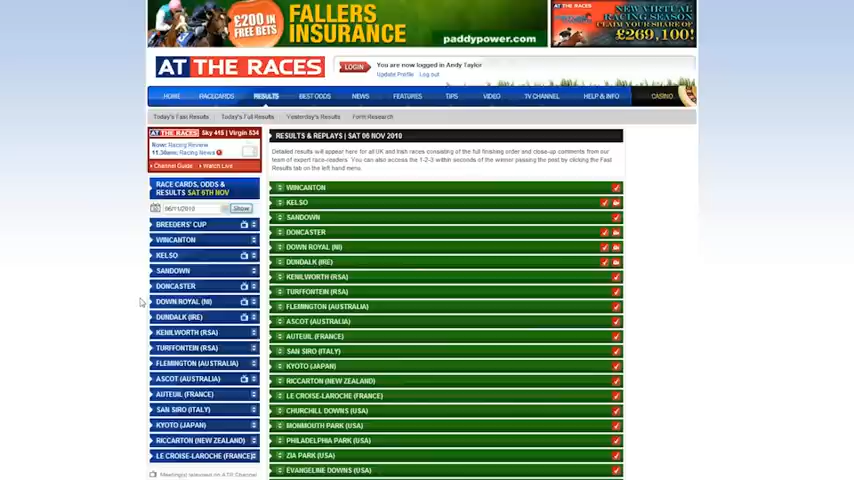 £200 IN FREE BETS
FALLERS INSURANCE
paddypower.com
NEW VIRTUAL RACING SEASON
CLAIM YOUR SHARE OF
£269,100!
AT THE RACES
LOGIN
You are now logged in Andy Taylor
Update Profile Log out
HOME RACECARDS RESULTS BEST ODDS NEWS FEATURES TIPS VIDEO TV CHANNEL HELP & INFO CASINO
Today's Fast Results Today's Full Results Yesterday's Results Form Research
AT THE RACES Sky 415 | Virgin 534
Now: Racing Review
11.30am: Racing News
Channel Guide Watch Live
RACE CARDS, ODDS & RESULTS SAT 6TH NOV
06/11/2010 Show
BREEDERS' CUP
WINCANTON
KELSO
SANDOWN
DONCASTER
DOWN ROYAL (NI)
DUNDALK (IRE)
KENILWORTH (RSA)
TURFFONTEIN (RSA)
FLEMINGTON (AUSTRALIA)
ASCOT (AUSTRALIA)
AUTEUIL (FRANCE)
SAN SIRO (ITALY)
KYOTO (JAPAN)
RICCARTON (NEW ZEALAND)
LE CROISE-LAROCHE (FRANCE)
Meeting(s) televised on ATR Channel
RESULTS & REPLAYS | SAT 06 NOV 2010
Detailed results will appear here for all UK and Irish races consisting of the full finishing order and close-up comments from our
team of expert race-readers. You can also access the 1-2-3 within seconds of the winner passing the post by clicking the Fast
Results tab on the left hand menu.
WINCANTON
KELSO
SANDOWN
DONCASTER
DOWN ROYAL (NI)
DUNDALK (IRE)
KENILWORTH (RSA)
TURFFONTEIN (RSA)
FLEMINGTON (AUSTRALIA)
ASCOT (AUSTRALIA)
AUTEUIL (FRANCE)
SAN SIRO (ITALY)
KYOTO (JAPAN)
RICCARTON (NEW ZEALAND)
LE CROISE-LAROCHE (FRANCE)
CHURCHILL DOWNS (USA)
MONMOUTH PARK (USA)
PHILADELPHIA PARK (USA)
ZIA PARK (USA)
EVANGELINE DOWNS (USA)